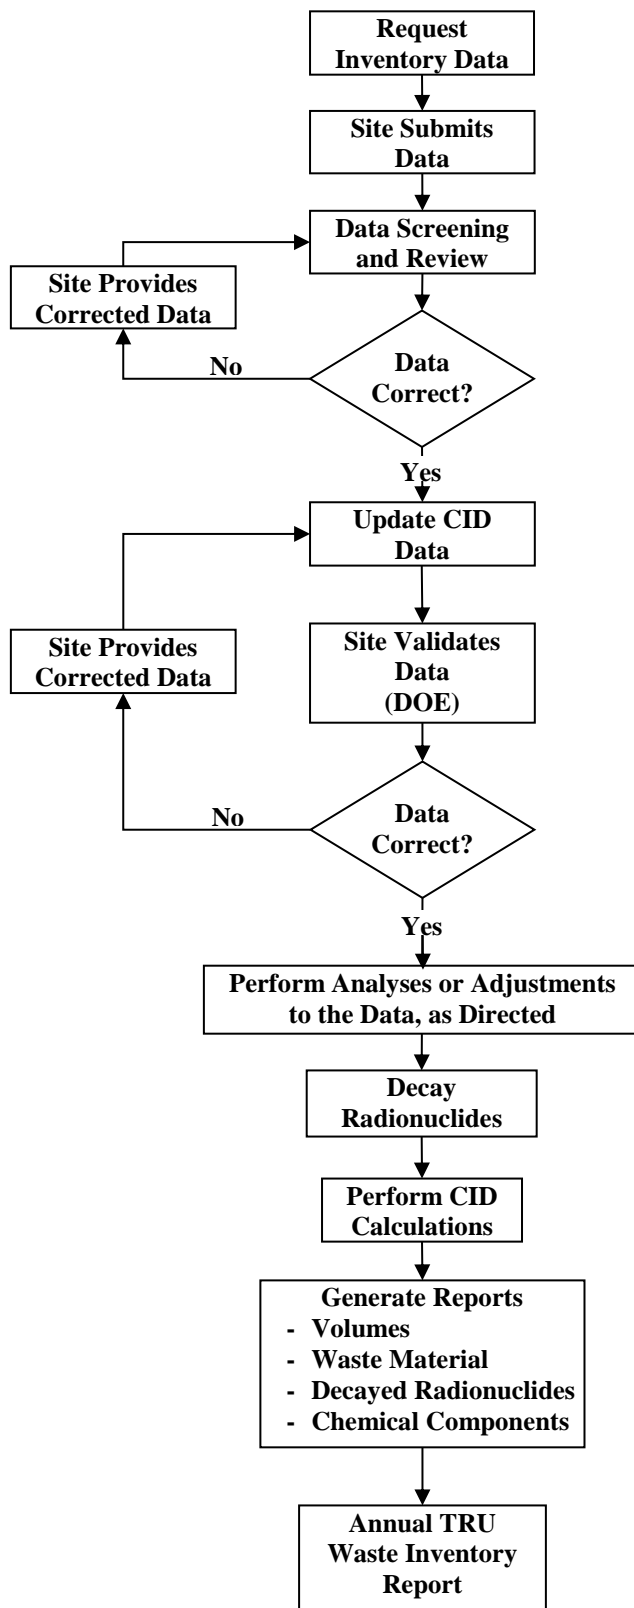 Request
Inventory Data
Site Submits
Data
Data Screening
and Review
Site Provides
Corrected Data
No
Data
Correct?
Yes
Update CID
Data
Site Provides
Corrected Data
Site Validates
Data
(DOE)
No
Data
Correct?
Yes
Perform Analyses or Adjustments
to the Data, as Directed
Decay
Radionuclides
Perform CID
Calculations
Generate Reports
- Volumes
- Waste Material
- Decayed Radionuclides
- Chemical Components
Annual TRU
Waste Inventory
Report